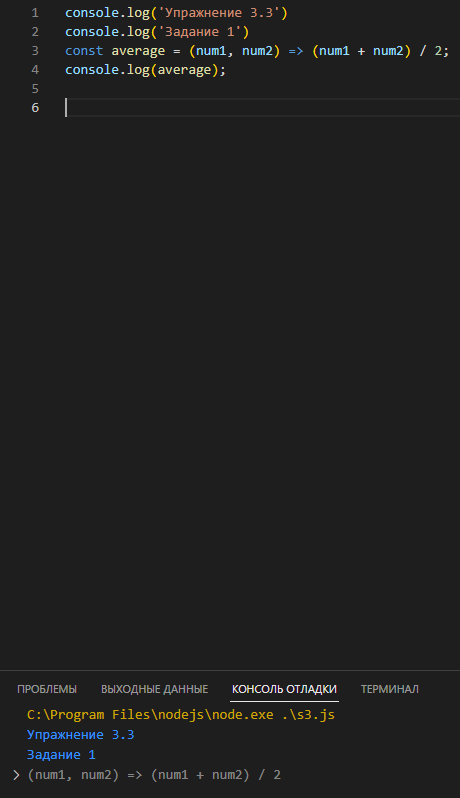 1 console.log('Упражнение 3.3')
2 console.log('Задание 1')
3 const average = (num1, num2) => (num1 + num2) / 2;
4 console.log(average);
5
6
ПРОБЛЕМЫ ВЫХОДНЫЕ ДАННЫЕ КОНСОЛЬ ОТЛАДКИ ТЕРМИНАЛ
C:\Program Files\nodejs\node.exe .\s3.js
Упражнение 3.3
Задание 1
(num1, num2) => (num1 + num2) / 2